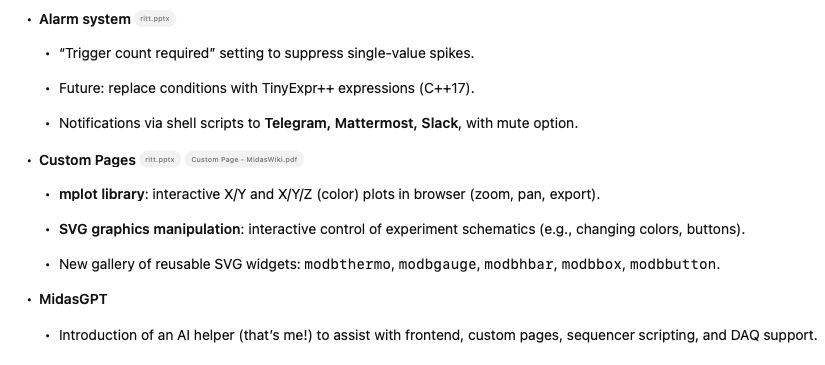 • Alarm system ritt.pptx
• “Trigger count required” setting to suppress single-value spikes.
• Future: replace conditions with TinyExpr++ expressions (C++17).
• Notifications via shell scripts to Telegram, Mattermost, Slack, with mute option.
• Custom Pages ritt.pptx Custom Page - MidasWiki.pdf
• mplot library: interactive X/Y and X/Y/Z (color) plots in browser (zoom, pan, export).
• SVG graphics manipulation: interactive control of experiment schematics (e.g., changing colors, buttons).
• New gallery of reusable SVG widgets: modbthermo, modbgauge, modbhbar, modbbox, modbbutton.
• MidasGPT
• Introduction of an AI helper (that’s me!) to assist with frontend, custom pages, sequencer scripting, and DAQ support.